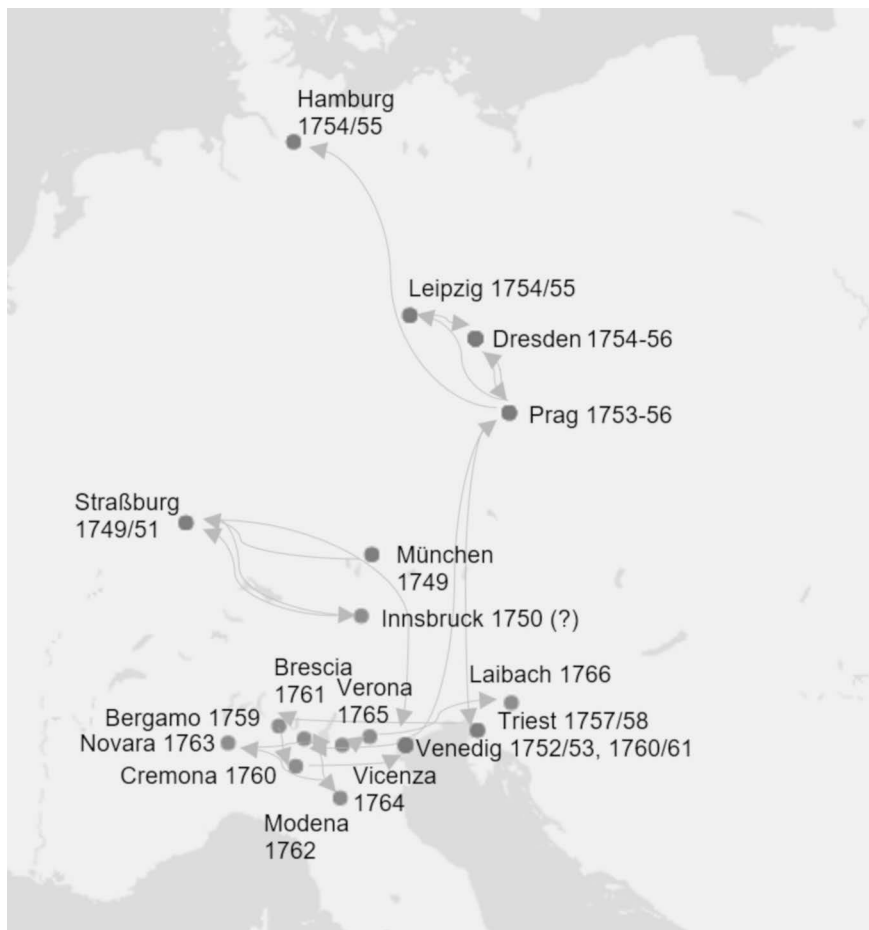 Hamburg
1754/55
Leipzig 1754/55
Dresden 1754-56
Prag 1753-56
Straßburg
1749/51
München
1749
Innsbruck 1750 (?)
Brescia
1761
Verona
1765
Laibach 1766
Bergamo 1759
Triest 1757/58
Novara 1763
Venedig 1752/53, 1760/61
Cremona 1760
Vicenza
1764
Modena
1762